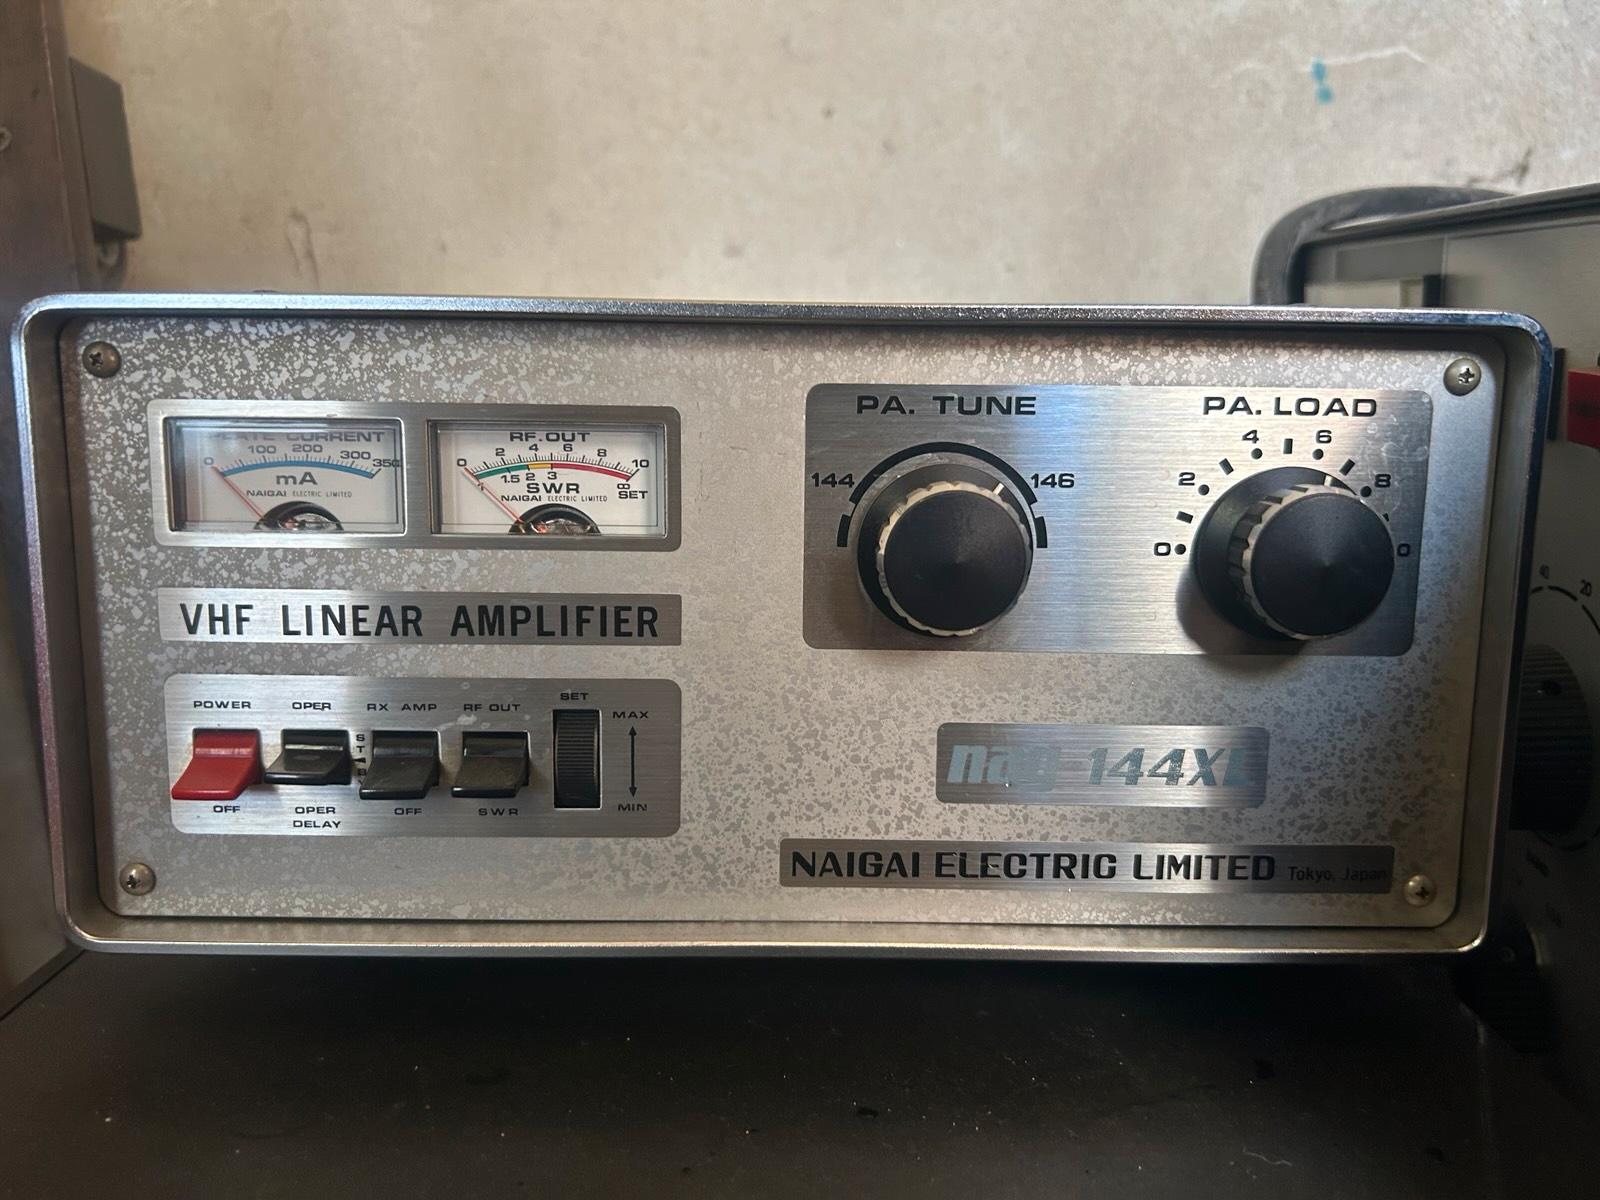 PLATE CURRENT
0 100 200 300 350
mA
NAIGAI ELECTRIC LIMITED
RF.OUT
0 2 4 6 8 10
1.5 2 3 ∞
SWR SET
NAIGAI ELECTRIC LIMITED
VHF LINEAR AMPLIFIER
POWER OPER RX AMP RF OUT SET
STBY
MAX
MIN
OFF OPER OFF SWR
DELAY
PA. TUNE PA. LOAD
144 146
0 2 4 6 8 0
nag 144XL
NAIGAI ELECTRIC LIMITED Tokyo, Japan
40 20